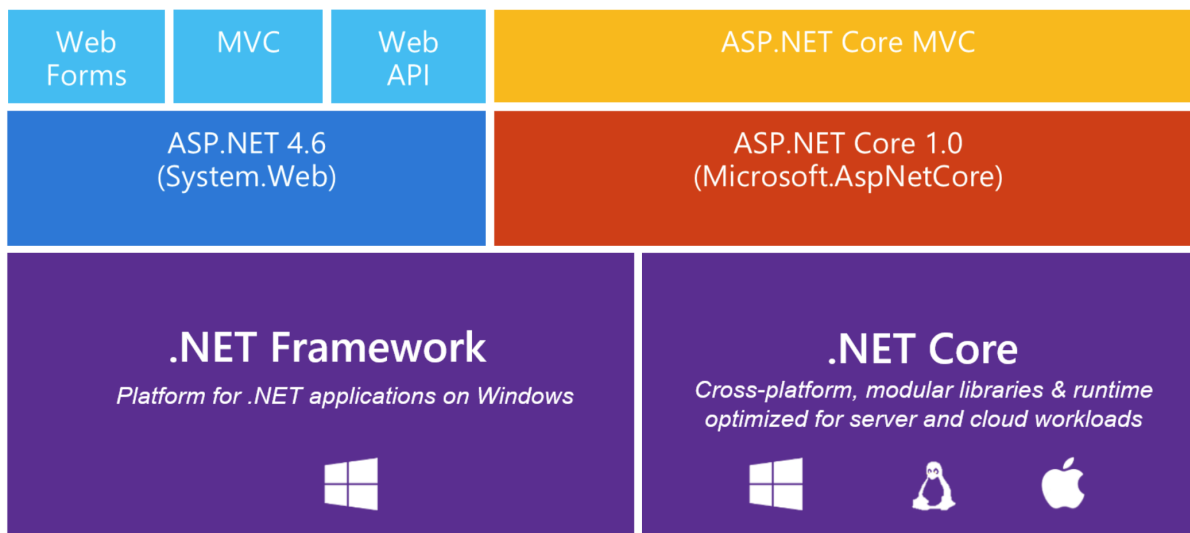 Web
Forms
MVC
Web
API
ASP.NET Core MVC
ASP.NET 4.6
(System.Web)
ASP.NET Core 1.0
(Microsoft.AspNetCore)
.NET Framework
Platform for .NET applications on Windows
.NET Core
Cross-platform, modular libraries & runtime
optimized for server and cloud workloads